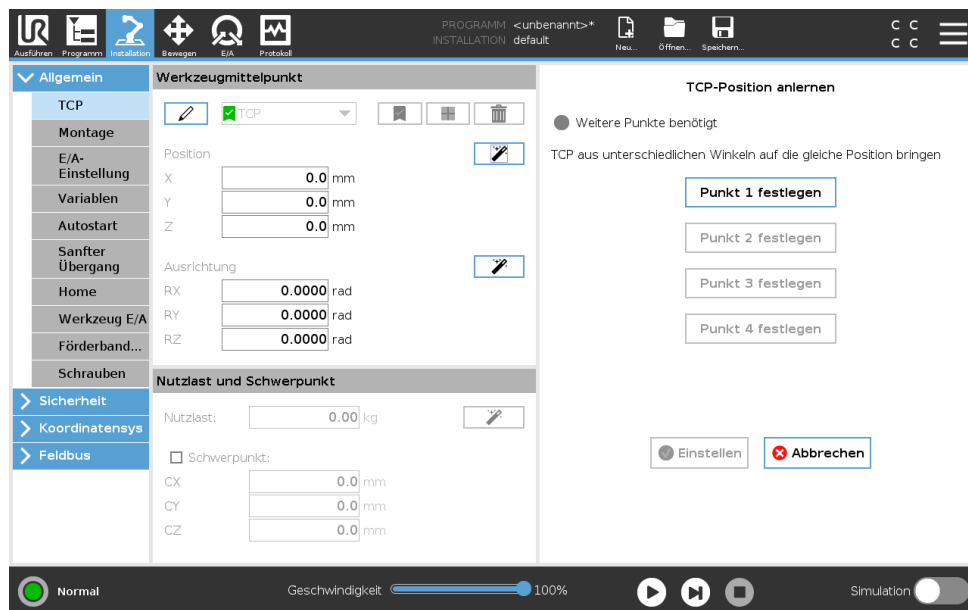 UR
Ausführen
Programm
Installation
Bewegen
E/A
Protokoll
PROGRAMM <unbenannt>*
INSTALLATION default
Neu...
Öffnen...
Speichern...
C C
C C
Allgemein
TCP
Montage
E/A-
Einstellung
Variablen
Autostart
Sanfter
Übergang
Home
Werkzeug E/A
Förderband...
Schrauben
Sicherheit
Koordinatensys
Feldbus
Werkzeugmittelpunkt
TCP
Position
X 0.0 mm
Y 0.0 mm
Z 0.0 mm
Ausrichtung
RX 0.0000 rad
RY 0.0000 rad
RZ 0.0000 rad
Nutzlast und Schwerpunkt
Nutzlast: 0.00 kg
Schwerpunkt:
CX 0.0 mm
CY 0.0 mm
CZ 0.0 mm
TCP-Position anlernen
Weitere Punkte benötigt
TCP aus unterschiedlichen Winkeln auf die gleiche Position bringen
Punkt 1 festlegen
Punkt 2 festlegen
Punkt 3 festlegen
Punkt 4 festlegen
Einstellen
Abbrechen
Normal
Geschwindigkeit 100%
Simulation